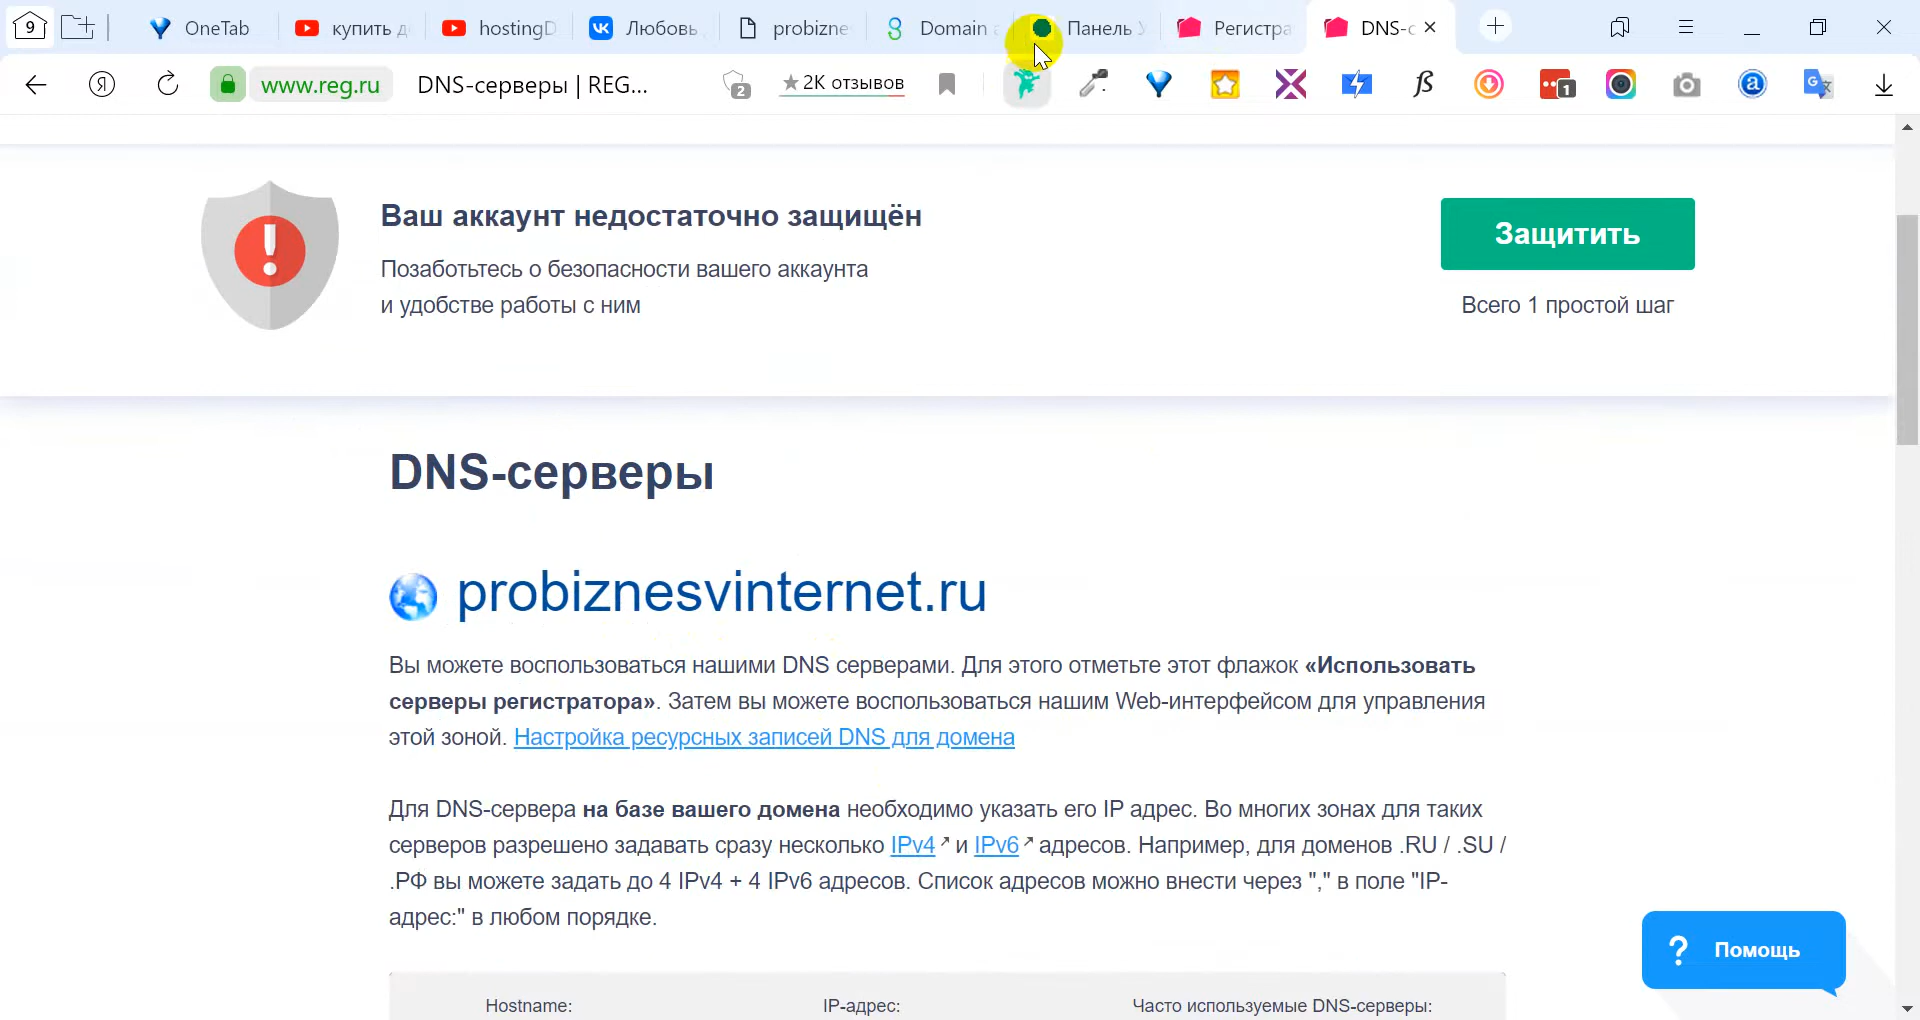 9
OneTab
купить д
hostingD
Любовь
probizne
Domain a
Панель У
Регистра
DNS-с
Я
www.reg.ru
DNS-серверы | REG...
2
★ 2K отзывов
1
Ваш аккаунт недостаточно защищён
Позаботьтесь о безопасности вашего аккаунта
и удобстве работы с ним
Защитить
Всего 1 простой шаг
DNS-серверы
probiznesvinternet.ru
Вы можете воспользоваться нашими DNS серверами. Для этого отметьте этот флажок «Использовать
серверы регистратора». Затем вы можете воспользоваться нашим Web-интерфейсом для управления
этой зоной. Настройка ресурсных записей DNS для домена
Для DNS-сервера на базе вашего домена необходимо указать его IP адрес. Во многих зонах для таких
серверов разрешено задавать сразу несколько IPv4 и IPv6 адресов. Например, для доменов .RU / .SU /
.РФ вы можете задать до 4 IPv4 + 4 IPv6 адресов. Список адресов можно внести через "," в поле "IP-
адрес:" в любом порядке.
Hostname:
IP-адрес:
Часто используемые DNS-серверы:
? Помощь